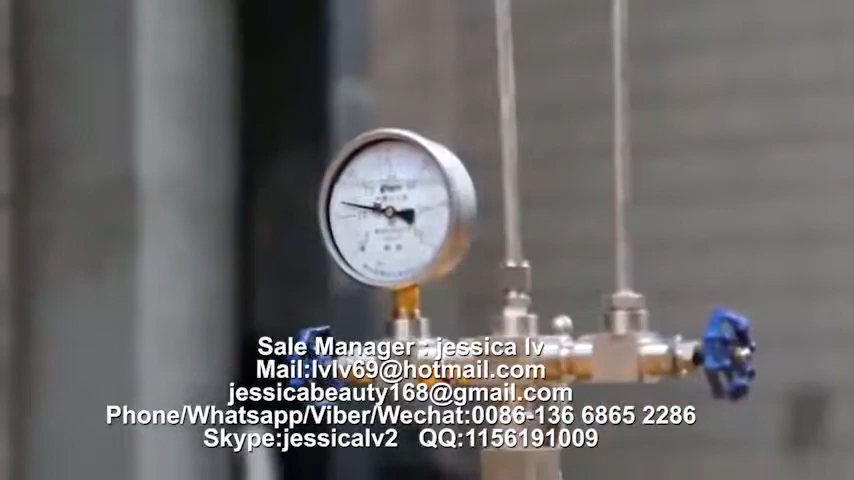 Sale Manager : jessica lv
Mail:lvlv69@hotmail.com
jessicabeauty168@gmail.com
Phone/Whatsapp/Viber/Wechat:0086-136 6865 2286
Skype:jessicalv2 QQ:1156191009